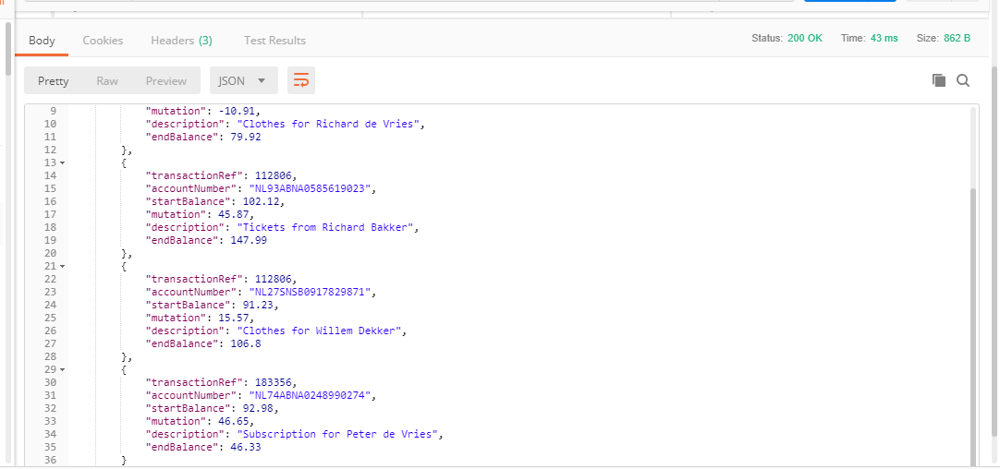 Body Cookies Headers (3) Test Results Status: 200 OK Time: 43 ms Size: 862 B
Pretty Raw Preview JSON
9 "mutation": -10.91,
10 "description": "Clothes for Richard de Vries",
11 "endBalance": 79.92
12 },
13 {
14 "transactionRef": 112806,
15 "accountNumber": "NL93ABNA0585619023",
16 "startBalance": 102.12,
17 "mutation": 45.87,
18 "description": "Tickets from Richard Bakker",
19 "endBalance": 147.99
20 },
21 {
22 "transactionRef": 112806,
23 "accountNumber": "NL27SNSB0917829871",
24 "startBalance": 91.23,
25 "mutation": 15.57,
26 "description": "Clothes for Willem Dekker",
27 "endBalance": 106.8
28 },
29 {
30 "transactionRef": 183356,
31 "accountNumber": "NL74ABNA0248990274",
32 "startBalance": 92.98,
33 "mutation": 46.65,
34 "description": "Subscription for Peter de Vries",
35 "endBalance": 46.33
36 }